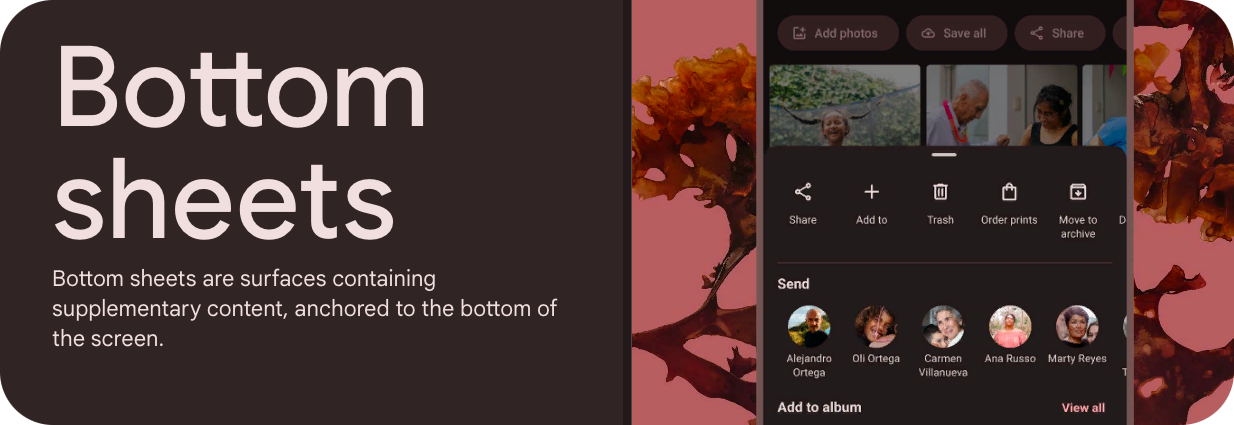 Bottom
sheets
Bottom sheets are surfaces containing
supplementary content, anchored to the bottom of
the screen.
Add photos
Save all
Share
Share
Add to
Trash
Order prints
Move to
archive
Send
Alejandro
Ortega
Oli Ortega
Carmen
Villanueva
Ana Russo
Marty Reyes
Add to album
View all